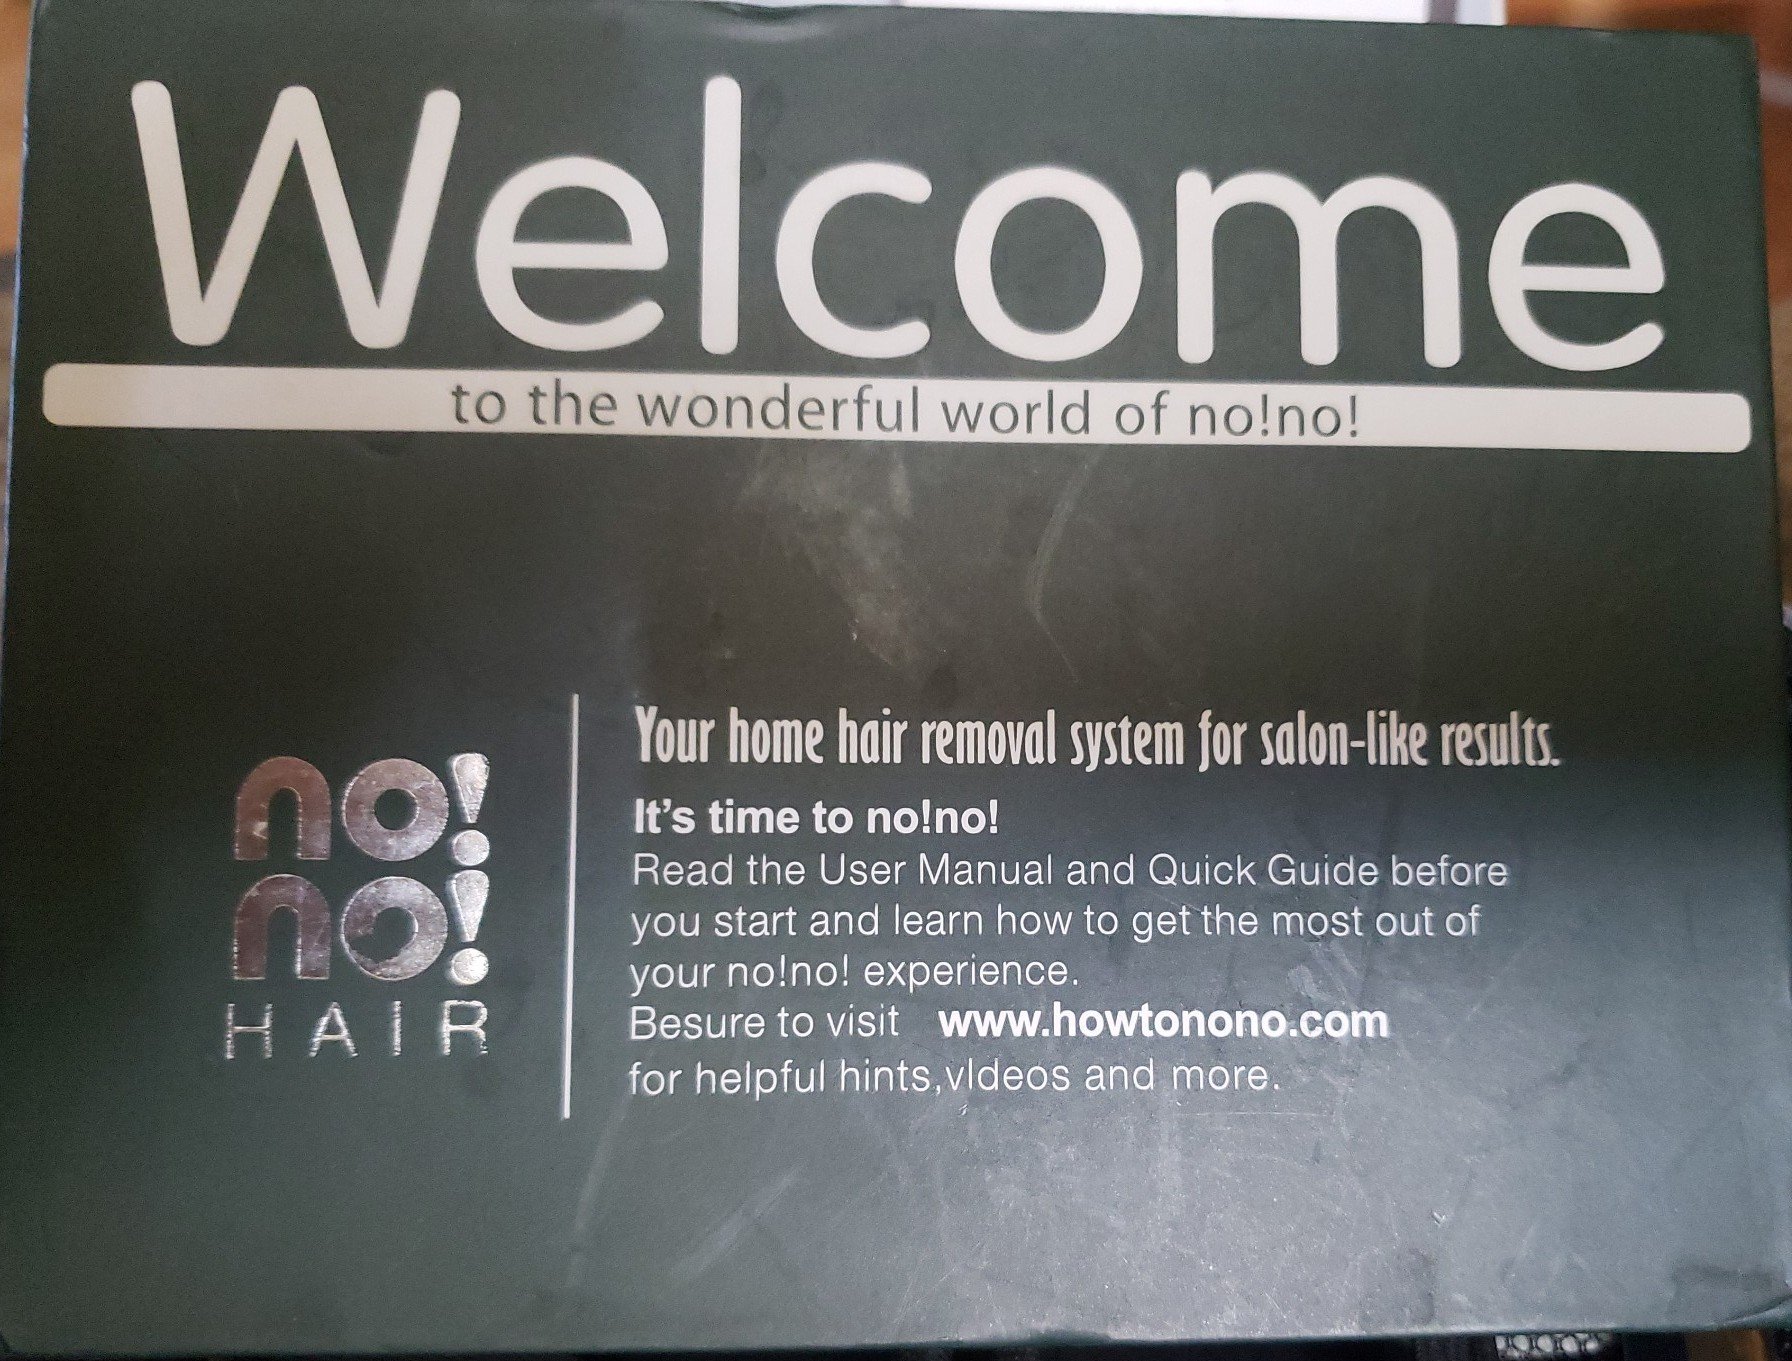 Welcome
to the wonderful world of no!no!
no!
no!
HAIR
Your home hair removal system for salon-like results.
It's time to no!no!
Read the User Manual and Quick Guide before
you start and learn how to get the most out of
your no!no! experience.
Besure to visit www.howtonono.com
for helpful hints,vIdeos and more.